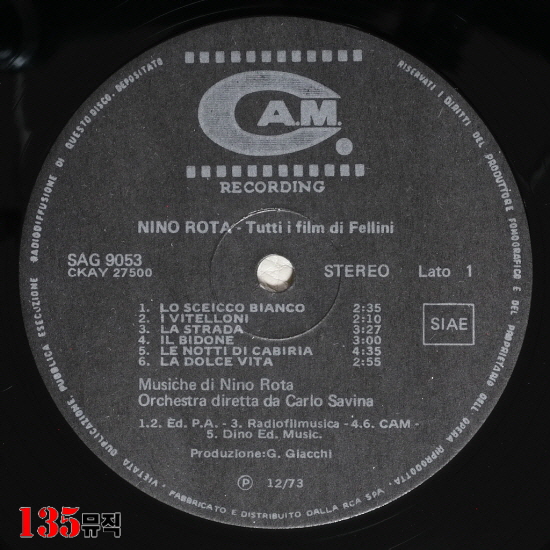 C A.M.
RECORDING
NINO ROTA - Tutti i film di Fellini
SAG 9053
CKAY 27500
STEREO
Lato 1
1. LO SCEICCO BIANCO 2:35
2. I VITELLONI 2:10
3. LA STRADA 3:27
4. IL BIDONE 3:00
5. LE NOTTI DI CABIRIA 4:35
6. LA DOLCE VITA 2:55
SIAE
Musiche di Nino Rota
Orchestra diretta da Carlo Savina
1.2. Ed. P.A. - 3. Radiofilmusica - 4.6. CAM -
5. Dino Ed. Music.
Produzione: G. Giacchi
Ⓟ 12/73
RISERVATI I DIRITTI DEL PRODUTTORE FONOGRAFICO E DEL PROPRIETARIO DELL'OPERA RIPRODOTTA -
- VIETATA DUPLICAZIONE PUBBLICA ESECUZIONE RADIODIFFUSIONE DI QUESTO DISCO - DEPOSITATO
FABBRICATO E DISTRIBUITO DALLA RCA SPA -
135뮤직